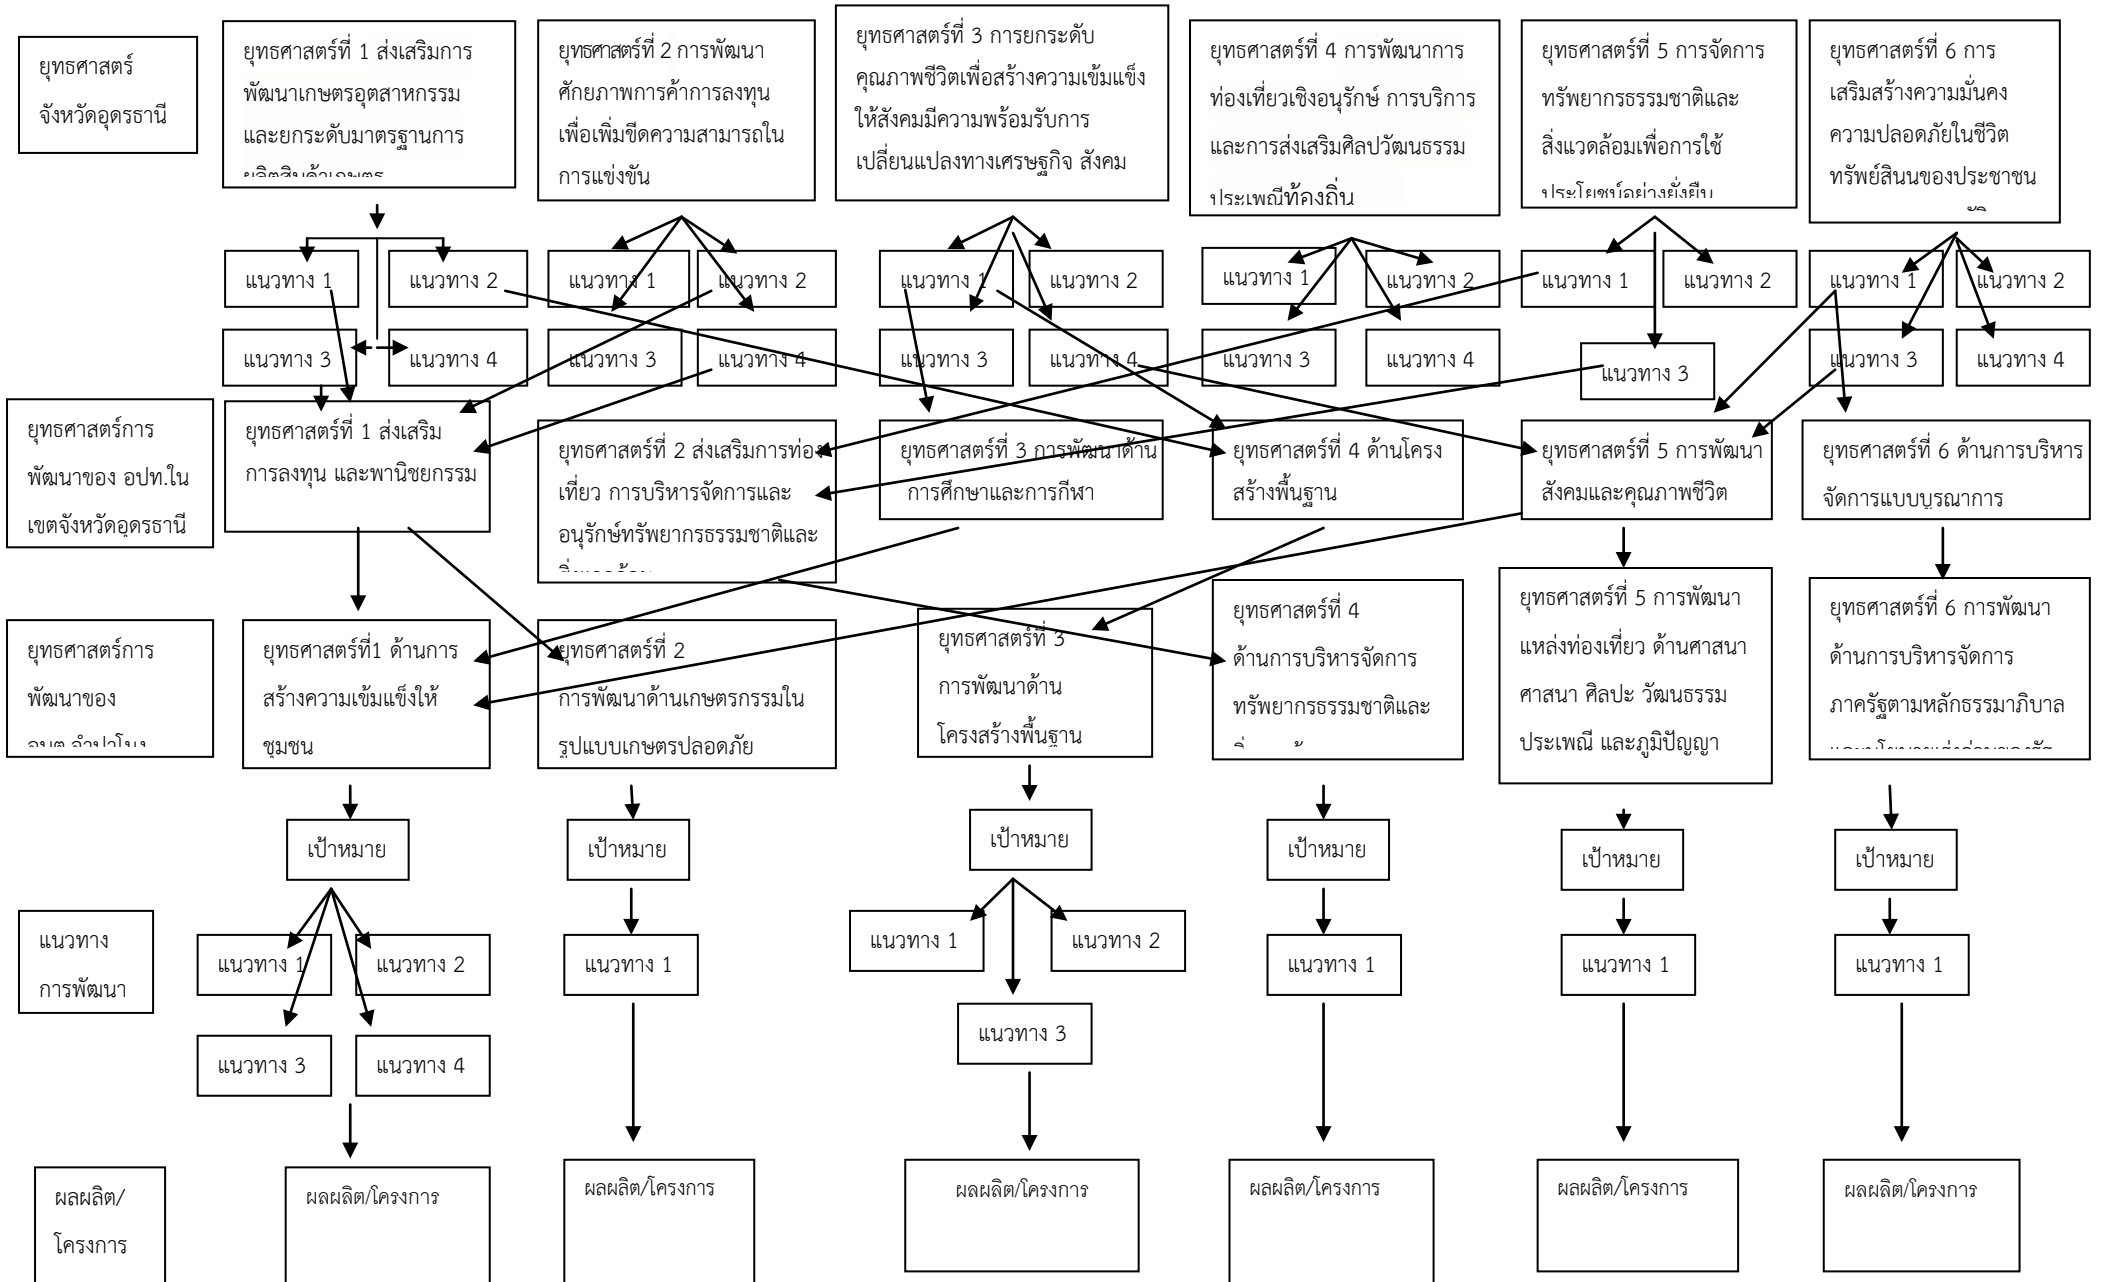 ยุทธศาสตร์
จังหวัดอุดรธานี
ยุทธศาสตร์ที่ 1 ส่งเสริมการ
พัฒนาเกษตรอุตสาหกรรม
และยกระดับมาตรฐานการ
ผลิตสินค้าเกษตร
ยุทธศาสตร์ที่ 2 การพัฒนา
ศักยภาพการค้าการลงทุน
เพื่อเพิ่มขีดความสามารถใน
การแข่งขัน
ยุทธศาสตร์ที่ 3 การยกระดับ
คุณภาพชีวิตเพื่อสร้างความเข้มแข็ง
ให้สังคมมีความพร้อมรับการ
เปลี่ยนแปลงทางเศรษฐกิจ สังคม
ยุทธศาสตร์ที่ 4 การพัฒนาการ
ท่องเที่ยวเชิงอนุรักษ์ การบริการ
และการส่งเสริมศิลปวัฒนธรรม
ประเพณีท้องถิ่น
ยุทธศาสตร์ที่ 5 การจัดการ
ทรัพยากรธรรมชาติและ
สิ่งแวดล้อมเพื่อการใช้
ประโยชน์อย่างยั่งยืน
ยุทธศาสตร์ที่ 6 การ
เสริมสร้างความมั่นคง
ความปลอดภัยในชีวิต
ทรัพย์สินนของประชาชน
แนวทาง 1
แนวทาง 2
แนวทาง 1
แนวทาง 2
แนวทาง 1
แนวทาง 2
แนวทาง 1
แนวทาง 2
แนวทาง 1
แนวทาง 2
แนวทาง 1
แนวทาง 2
แนวทาง 3
แนวทาง 4
แนวทาง 3
แนวทาง 4
แนวทาง 3
แนวทาง 4
แนวทาง 3
แนวทาง 4
แนวทาง 3
แนวทาง 3
แนวทาง 4
ยุทธศาสตร์การ
พัฒนาของ อปท.ใน
เขตจังหวัดอุดรธานี
ยุทธศาสตร์ที่ 1 ส่งเสริม
การลงทุน และพานิชยกรรม
ยุทธศาสตร์ที่ 2 ส่งเสริมการท่อง
เที่ยว การบริหารจัดการและ
อนุรักษ์ทรัพยากรธรรมชาติและ
ยุทธศาสตร์ที่ 3 การพัฒนาด้าน
การศึกษาและการกีฬา
ยุทธศาสตร์ที่ 4 ด้านโครง
สร้างพื้นฐาน
ยุทธศาสตร์ที่ 5 การพัฒนา
สังคมและคุณภาพชีวิต
ยุทธศาสตร์ที่ 6 ด้านการบริหาร
จัดการแบบบูรณาการ
ยุทธศาสตร์การ
พัฒนาของ
ยุทธศาสตร์ที่1 ด้านการ
สร้างความเข้มแข็งให้
ชุมชน
ยุทธศาสตร์ที่ 2
การพัฒนาด้านเกษตรกรรมใน
รูปแบบเกษตรปลอดภัย
ยุทธศาสตร์ที่ 3
การพัฒนาด้าน
โครงสร้างพื้นฐาน
ยุทธศาสตร์ที่ 4
ด้านการบริหารจัดการ
ทรัพยากรธรรมชาติและ
ยุทธศาสตร์ที่ 5 การพัฒนา
แหล่งท่องเที่ยว ด้านศาสนา
ศาสนา ศิลปะ วัฒนธรรม
ประเพณี และภูมิปัญญา
ยุทธศาสตร์ที่ 6 การพัฒนา
ด้านการบริหารจัดการ
ภาครัฐตามหลักธรรมาภิบาล
เป้าหมาย
เป้าหมาย
เป้าหมาย
เป้าหมาย
เป้าหมาย
เป้าหมาย
แนวทาง
การพัฒนา
แนวทาง 1
แนวทาง 2
แนวทาง 1
แนวทาง 1
แนวทาง 2
แนวทาง 1
แนวทาง 1
แนวทาง 1
แนวทาง 3
แนวทาง 4
แนวทาง 3
ผลผลิต/
โครงการ
ผลผลิต/โครงการ
ผลผลิต/โครงการ
ผลผลิต/โครงการ
ผลผลิต/โครงการ
ผลผลิต/โครงการ
ผลผลิต/โครงการ